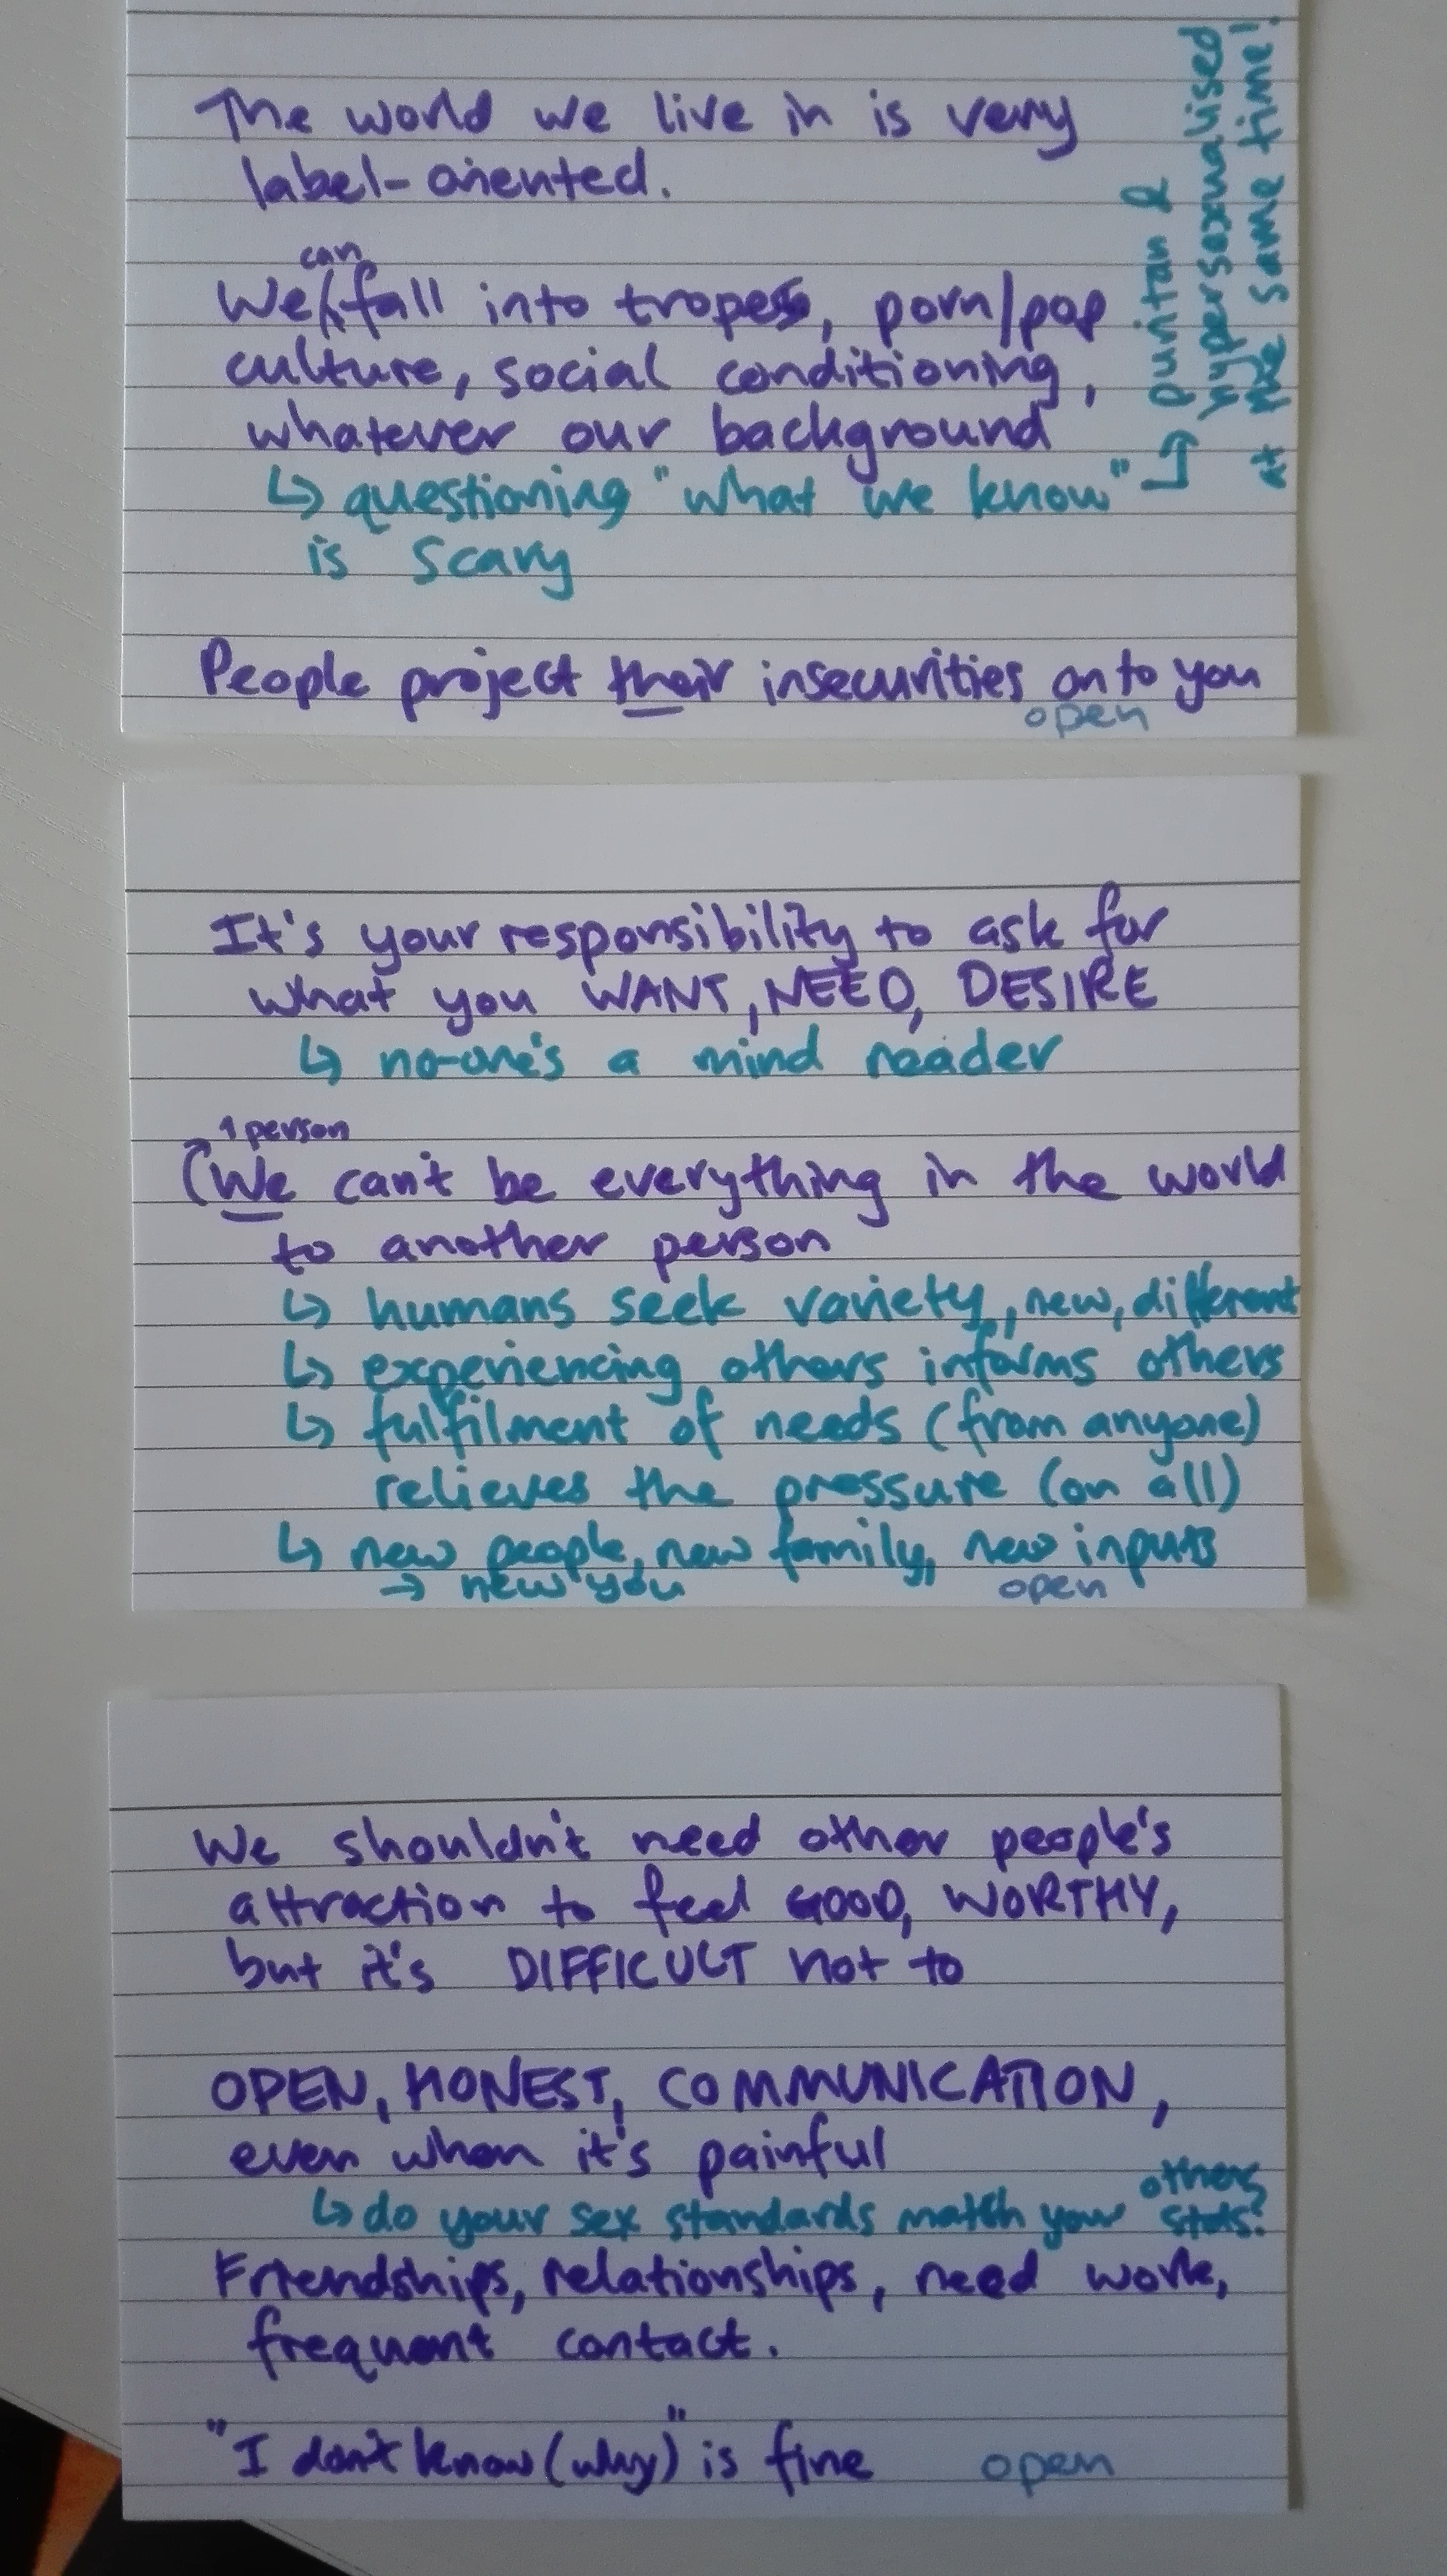 The world we live in is very
label-oriented.
can
We fall into tropes, porn/pop
culture, social conditioning,
whatever our background
↳ questioning "what we know"
is scary
↳ puritan &
hypersexualised
at the same time!
People project their insecurities onto you
open
It's your responsibility to ask for
what you WANT, NEED, DESIRE
↳ no-one's a mind reader
1 person
We can't be everything in the world
to another person
↳ humans seek variety, new, different
↳ experiencing others informs others
↳ fulfilment of needs (from anyone)
relieves the pressure (on all)
↳ new people, new family, new inputs
→ new you
open
We shouldn't need other people's
attraction to feel GOOD, WORTHY,
but it's DIFFICULT not to
OPEN, HONEST, COMMUNICATION,
even when it's painful
others
↳ do your sex standards match your stds?
Friendships, relationships, need work,
frequent contact.
"I don't know (why)" is fine
open